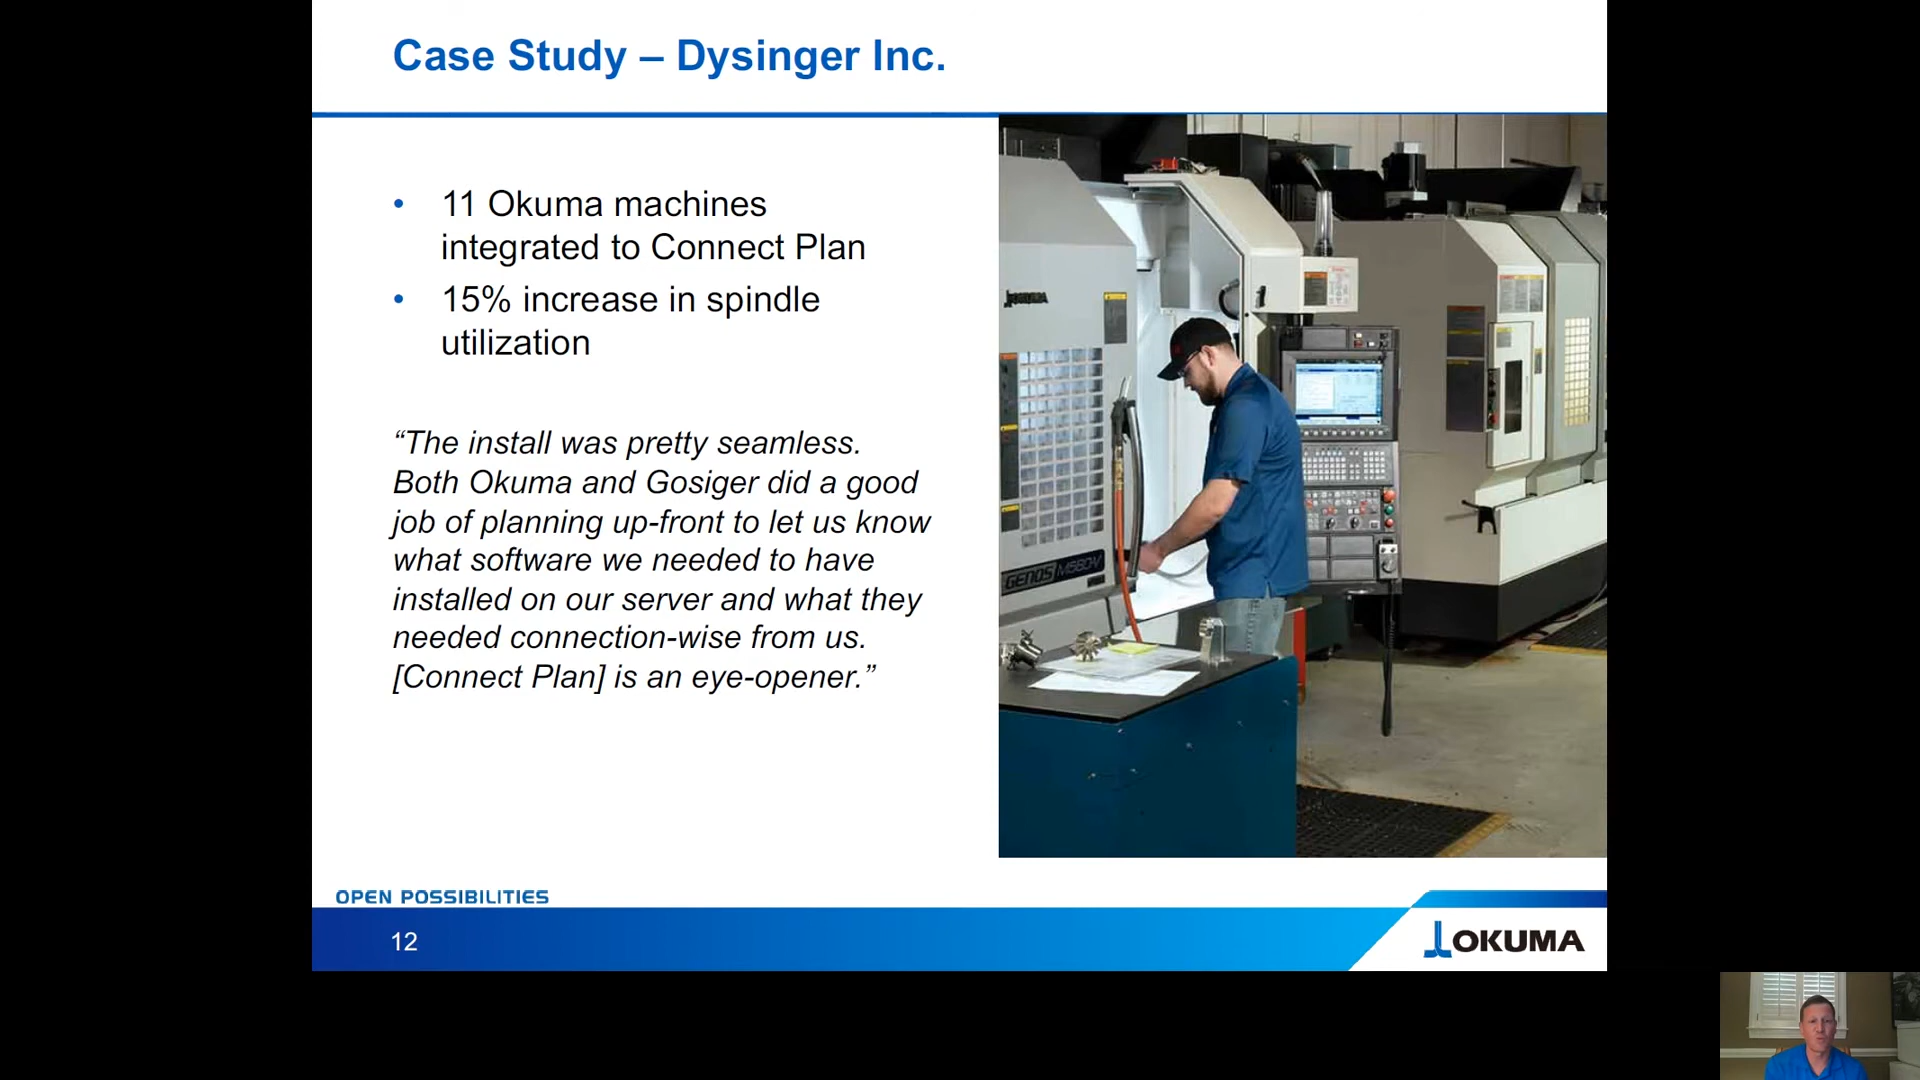 Case Study – Dysinger Inc.
• 11 Okuma machines
integrated to Connect Plan
• 15% increase in spindle
utilization
“The install was pretty seamless.
Both Okuma and Gosiger did a good
job of planning up-front to let us know
what software we needed to have
installed on our server and what they
needed connection-wise from us.
[Connect Plan] is an eye-opener.”
OKUMA
GENOS M560-V
OPEN POSSIBILITIES
12
OKUMA